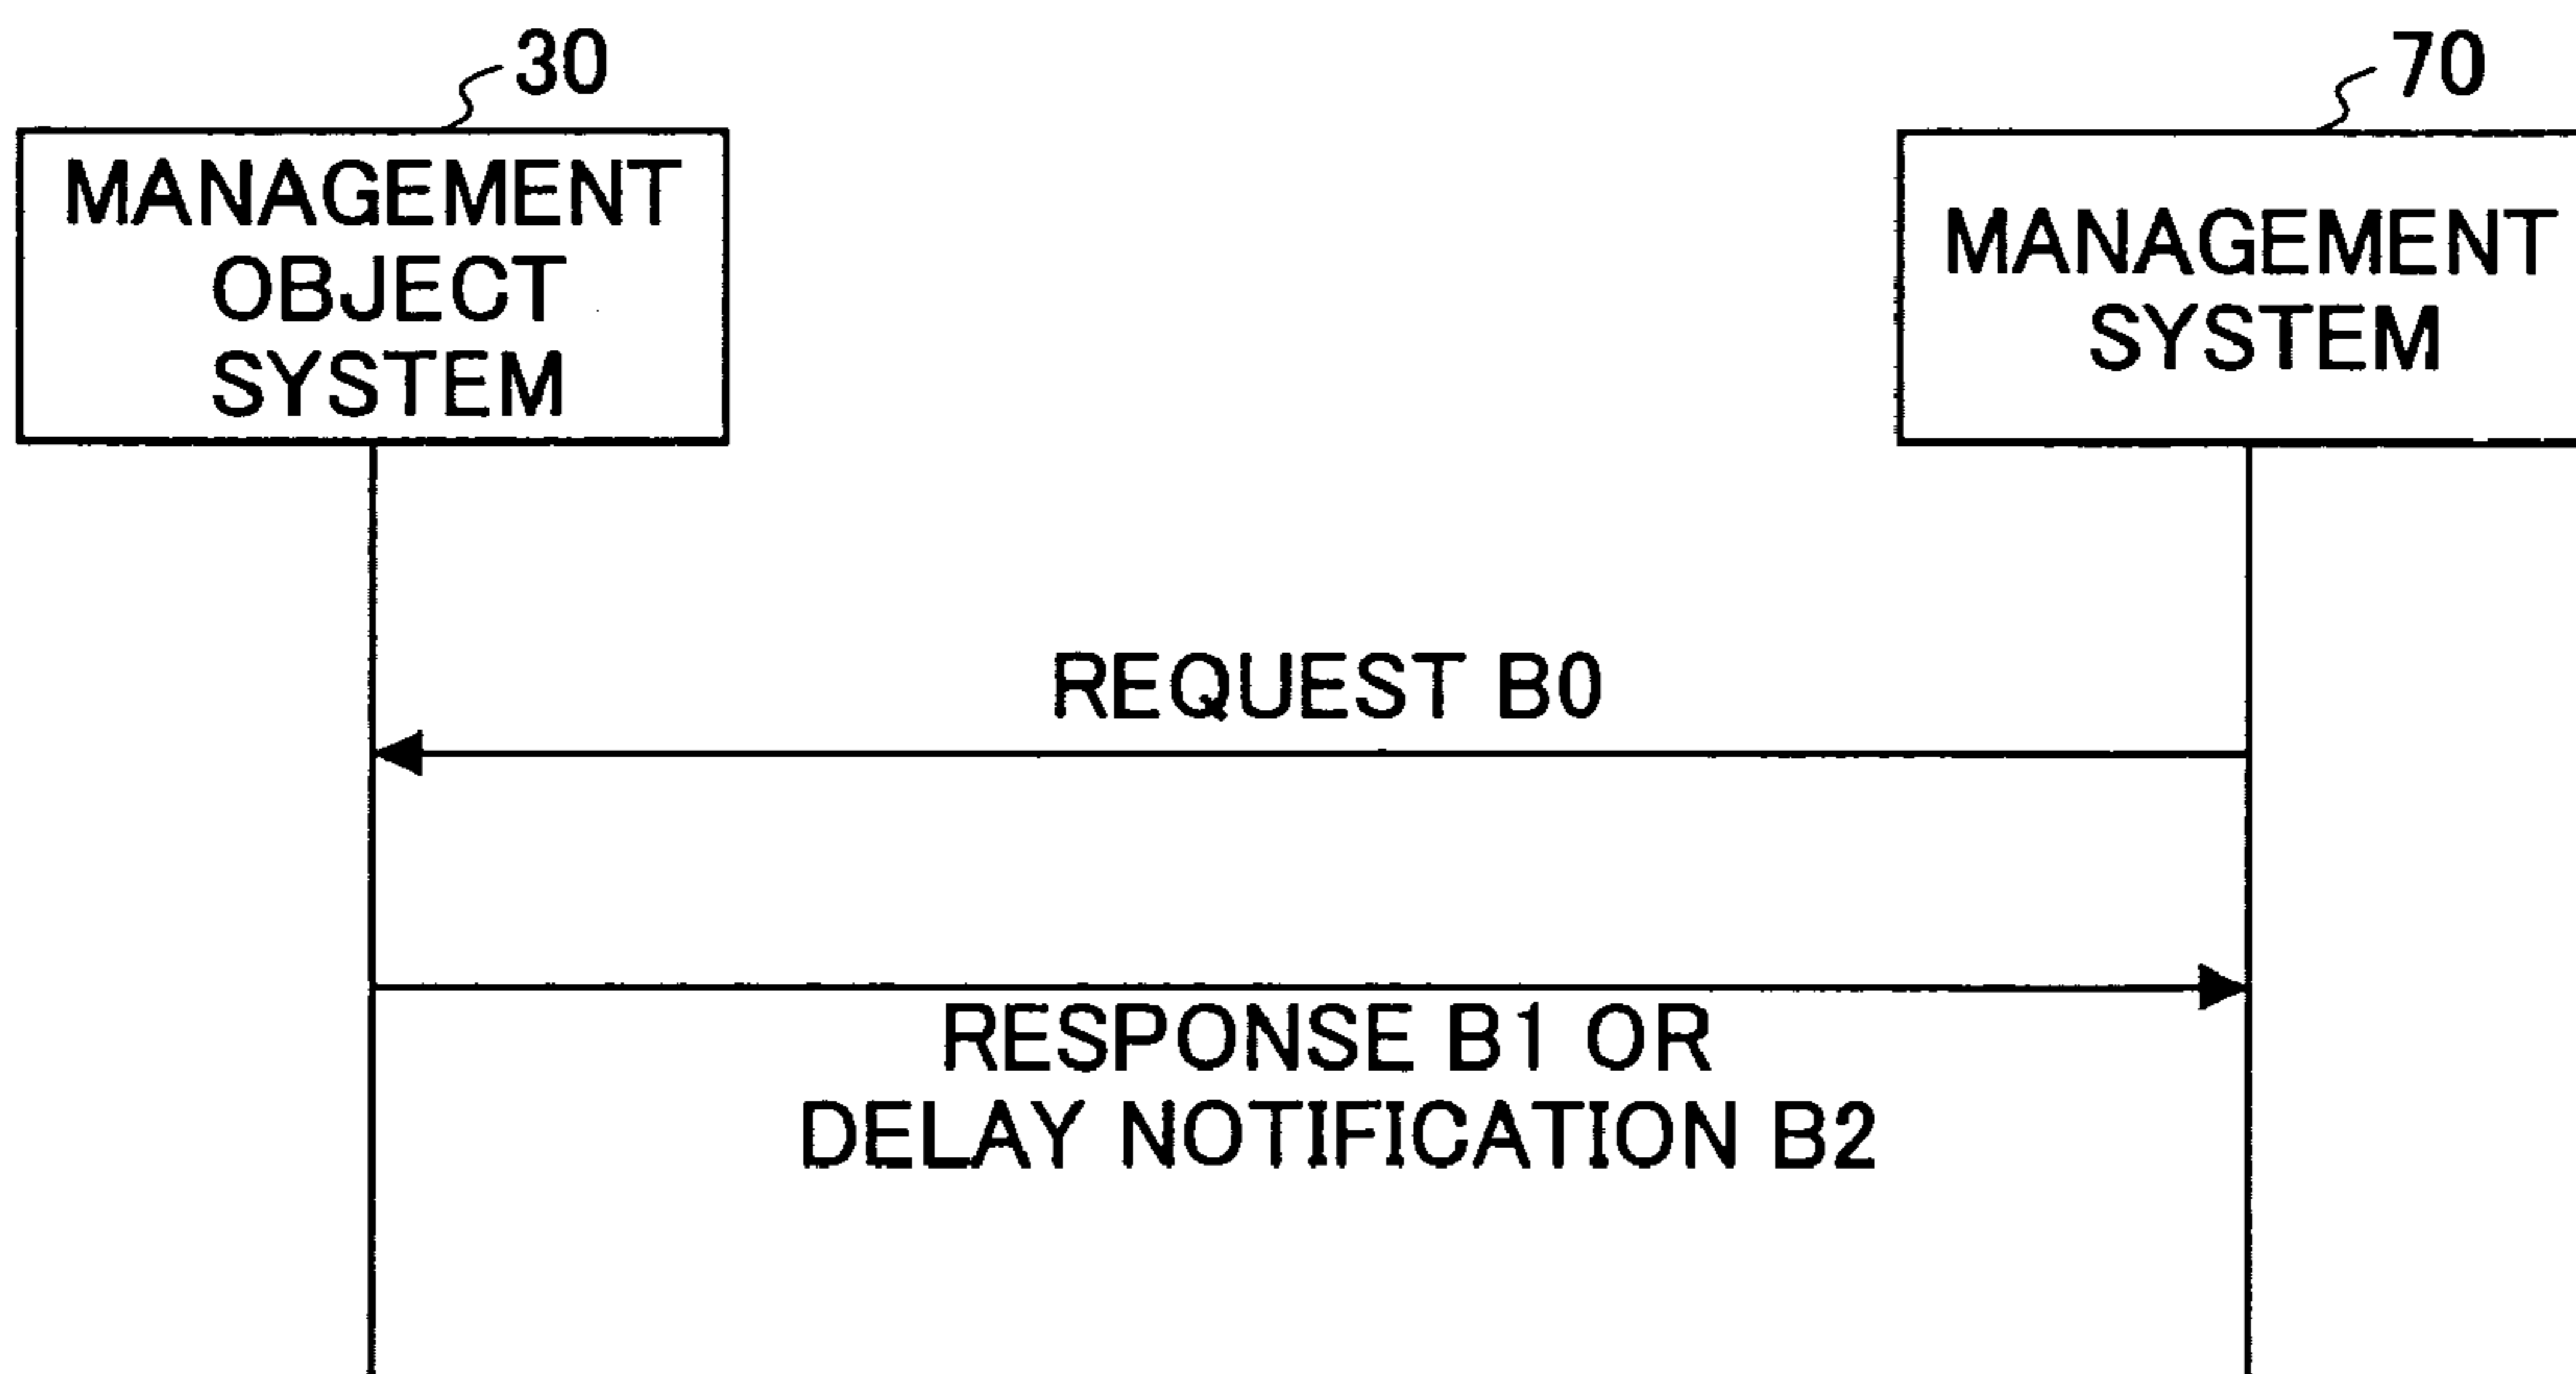 30
70
MANAGEMENT
OBJECT
SYSTEM
MANAGEMENT
SYSTEM
REQUEST B0
RESPONSE B1 OR
DELAY NOTIFICATION B2